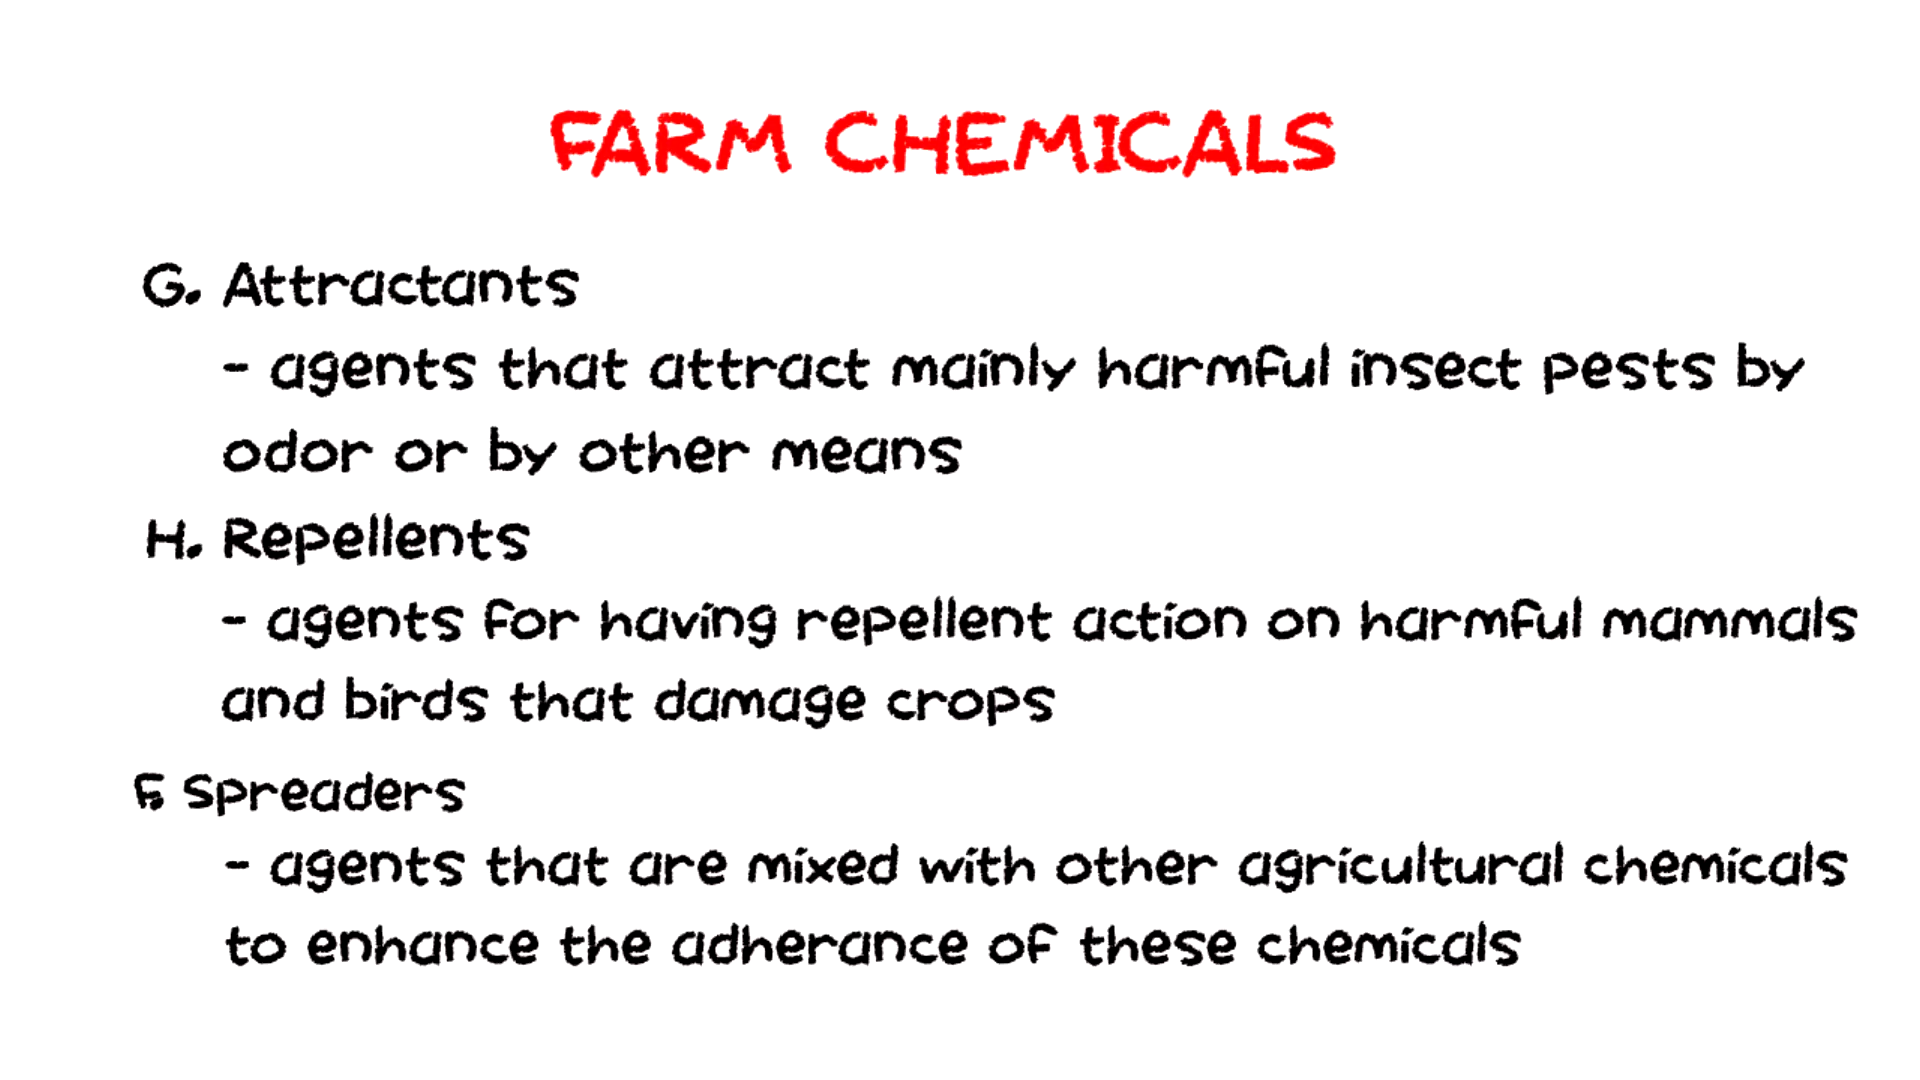 FARM CHEMICALS
G. Attractants
- agents that attract mainly harmful insect pests by
odor or by other means
H. Repellents
- agents for having repellent action on harmful mammals
and birds that damage crops
F. Spreaders
- agents that are mixed with other agricultural chemicals
to enhance the adherance of these chemicals